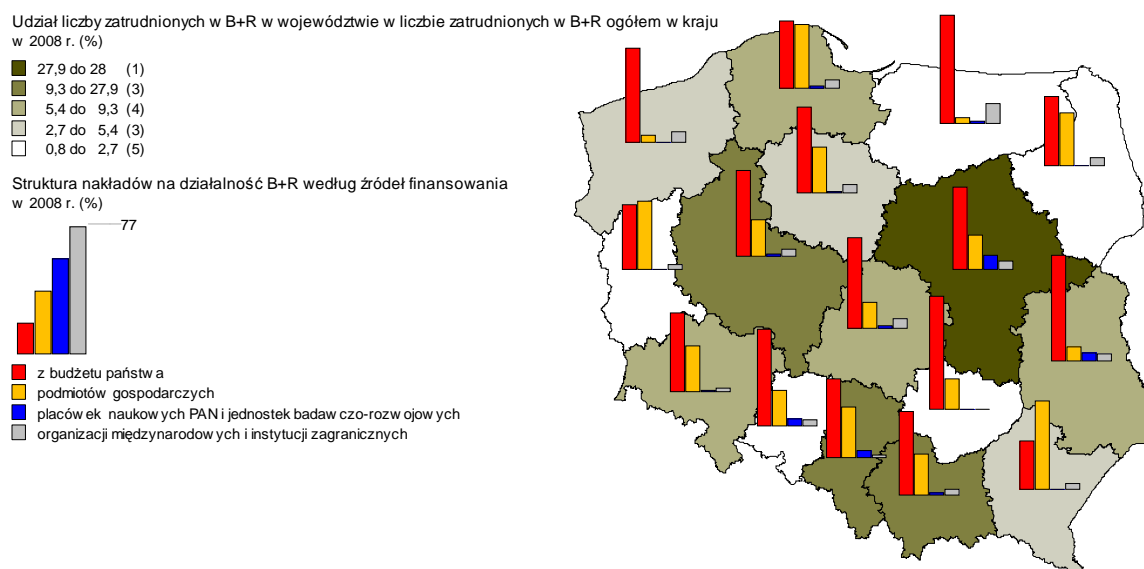 Udział liczby zatrudnionych w B+R w województwie w liczbie zatrudnionych w B+R ogółem w kraju
w 2008 r. (%)
27,9 do 28 (1)
9,3 do 27,9 (3)
5,4 do 9,3 (4)
2,7 do 5,4 (3)
0,8 do 2,7 (5)
Struktura nakładów na działalność B+R według źródeł finansowania
w 2008 r. (%)
77
z budżetu państwa
podmiotów gospodarczych
placówek naukowych PAN i jednostek badawczo-rozwojowych
organizacji międzynarodowych i instytucji zagranicznych